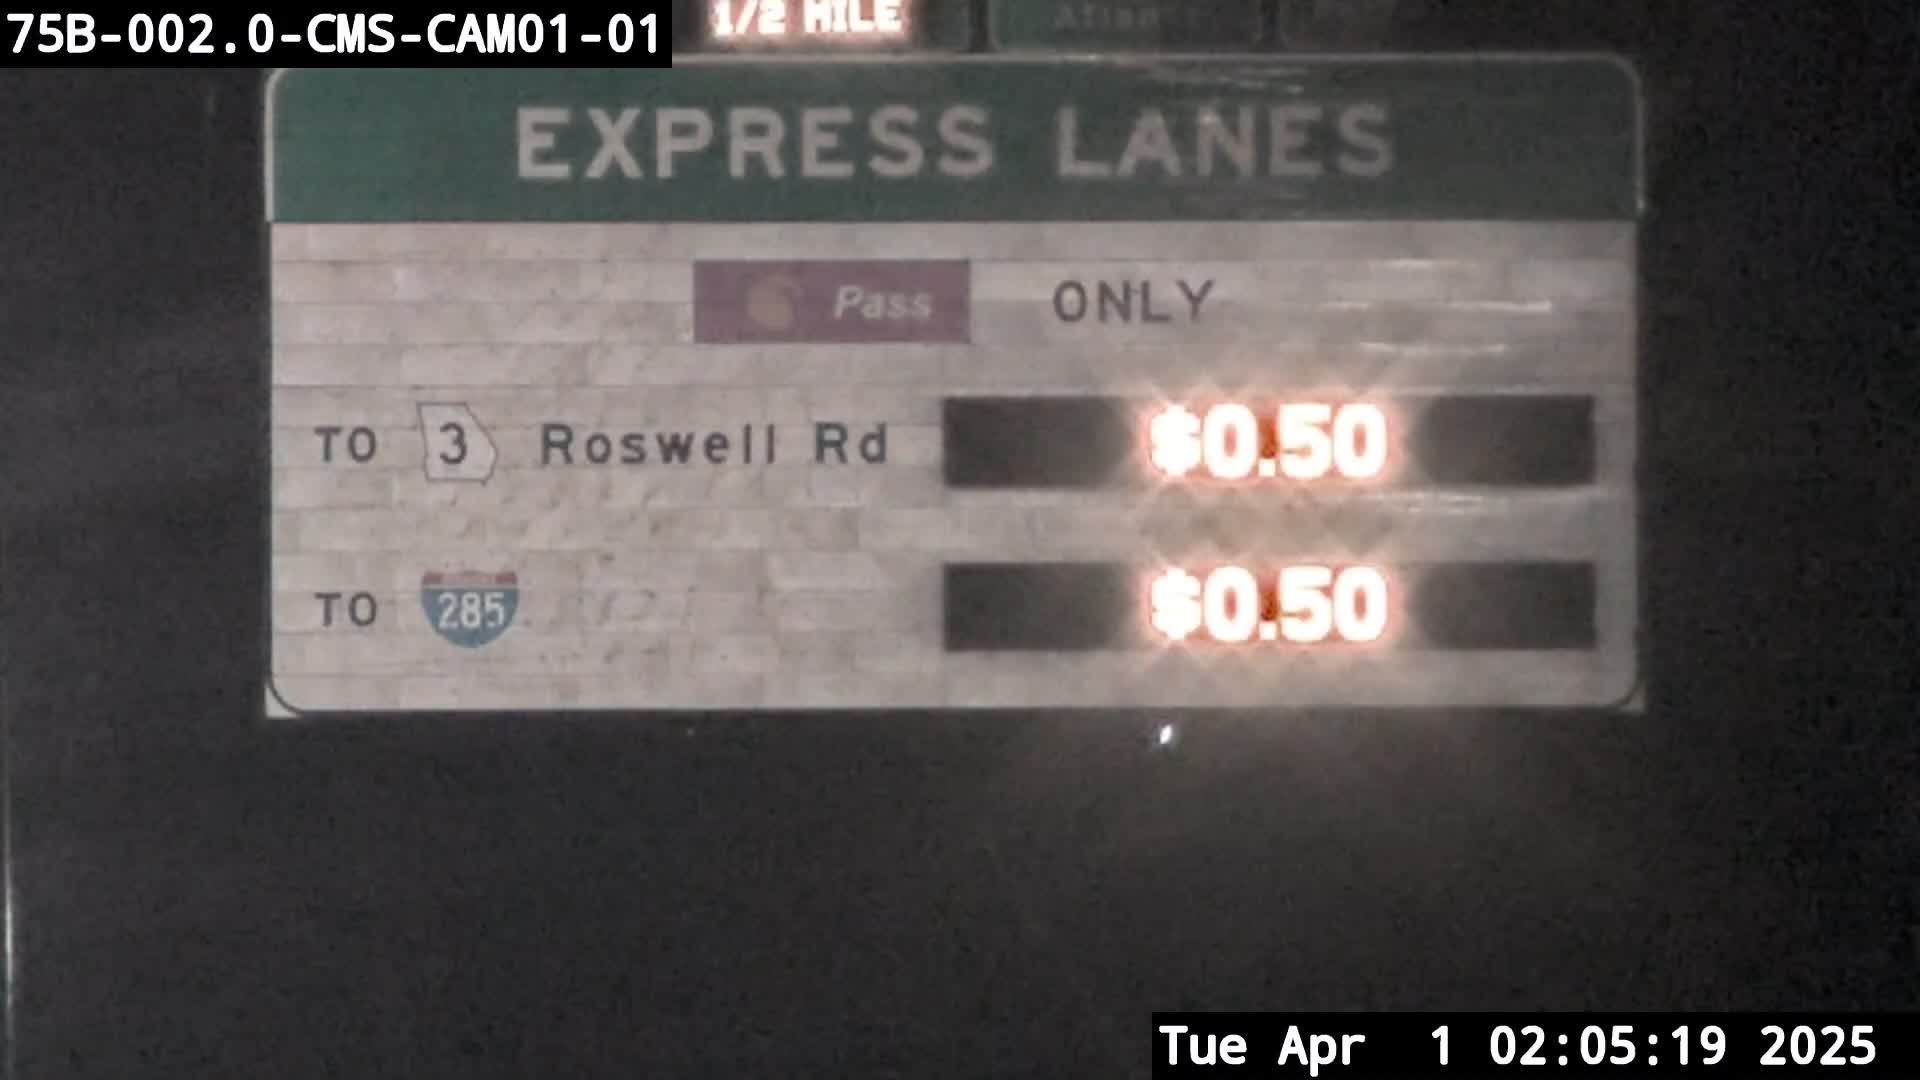 75B-002.0-CMS-CAM01-01
1/2 MILE
EXPRESS LANES
Pass ONLY
TO 3 Roswell Rd $0.50
TO 285 $0.50
Tue Apr 1 02:05:19 2025